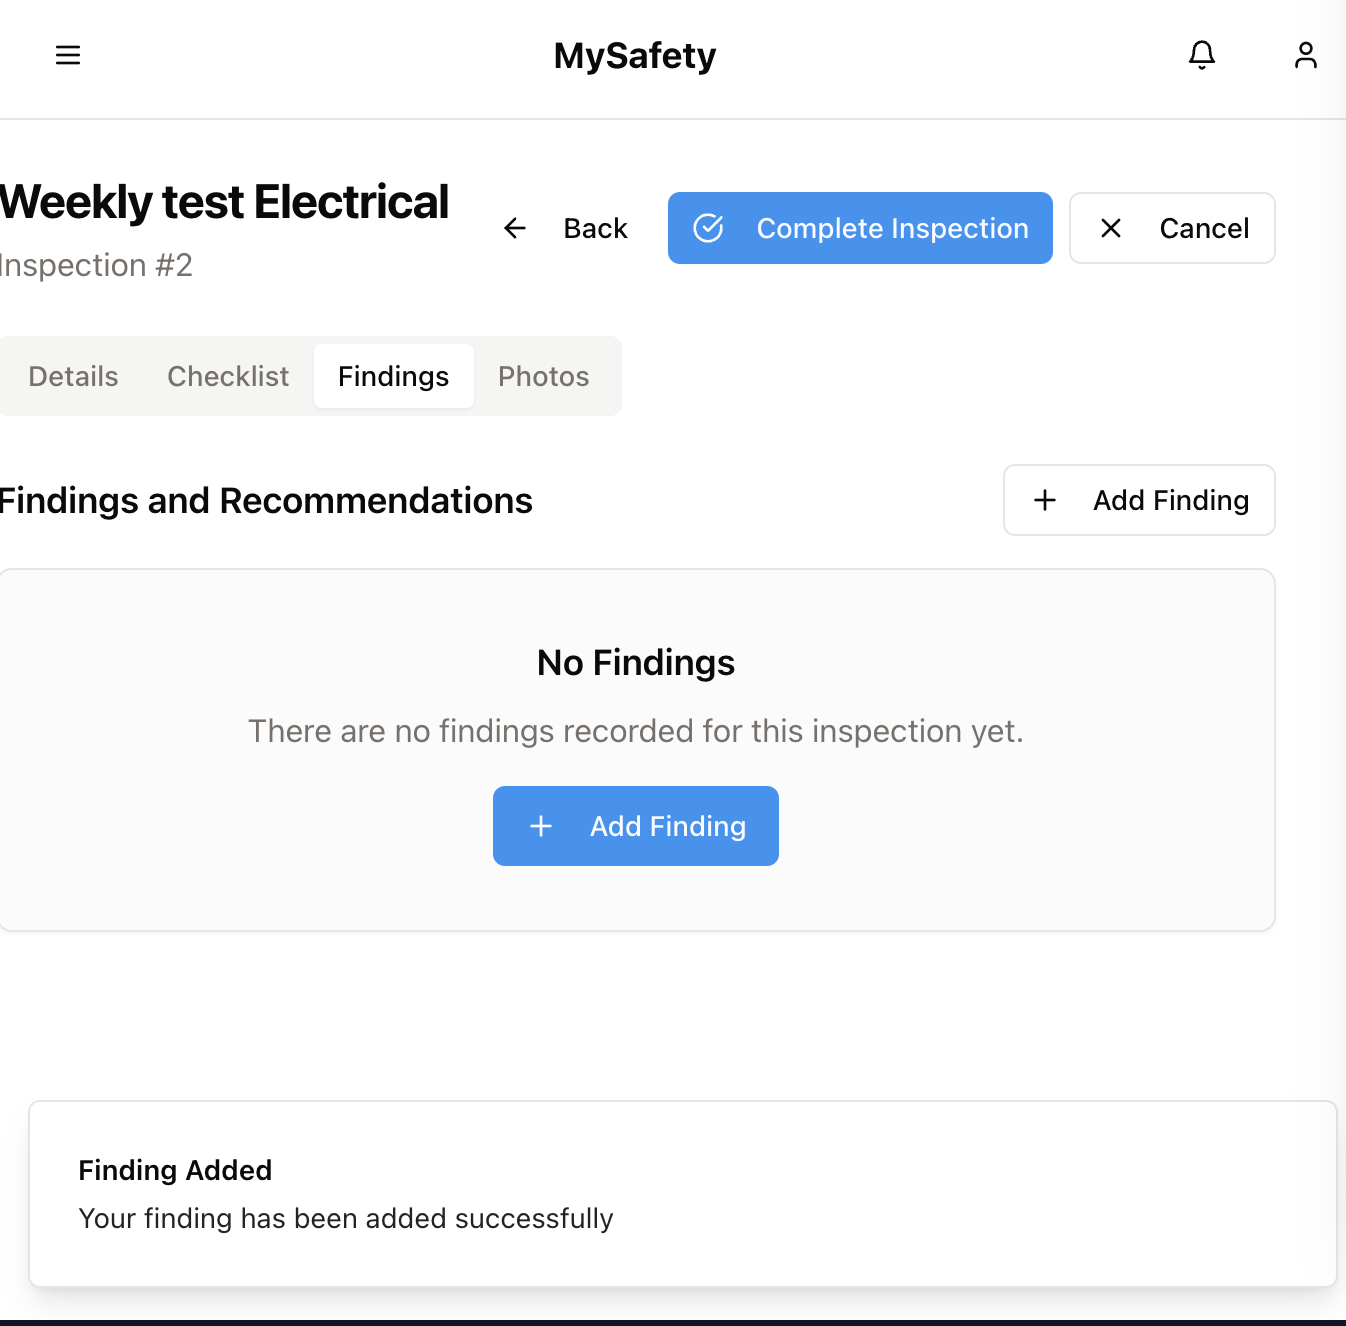 MySafety
Weekly test Electrical
Inspection #2
Back
Complete Inspection
Cancel
Details
Checklist
Findings
Photos
Findings and Recommendations
Add Finding
No Findings
There are no findings recorded for this inspection yet.
Add Finding
Finding Added
Your finding has been added successfully